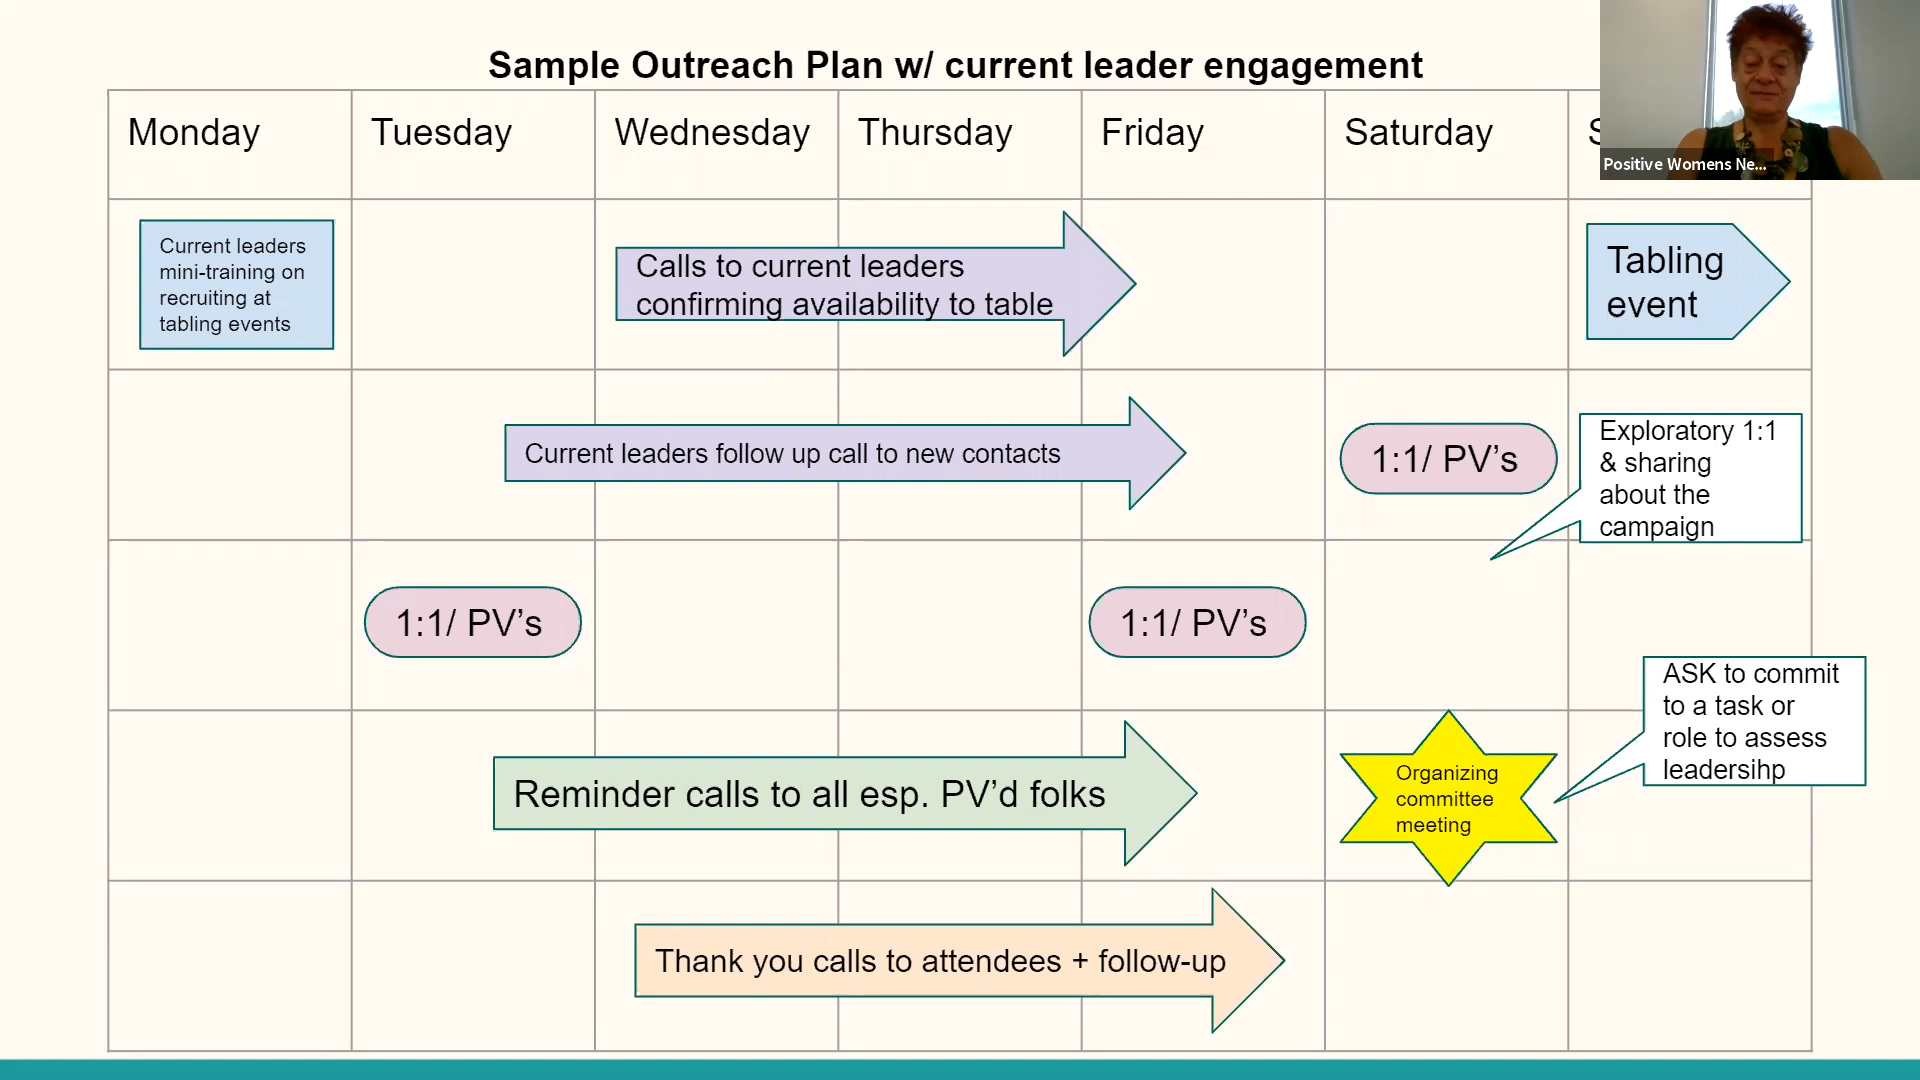 Sample Outreach Plan w/ current leader engagement
Monday
Tuesday
Wednesday
Thursday
Friday
Saturday
S
Positive Womens Ne...
Current leaders
mini-training on
recruiting at
tabling events
Calls to current leaders
confirming availability to table
Tabling
event
Current leaders follow up call to new contacts
1:1/ PV’s
Exploratory 1:1
& sharing
about the
campaign
1:1/ PV’s
1:1/ PV’s
Reminder calls to all esp. PV’d folks
Organizing
committee
meeting
ASK to commit
to a task or
role to assess
leadersihp
Thank you calls to attendees + follow-up